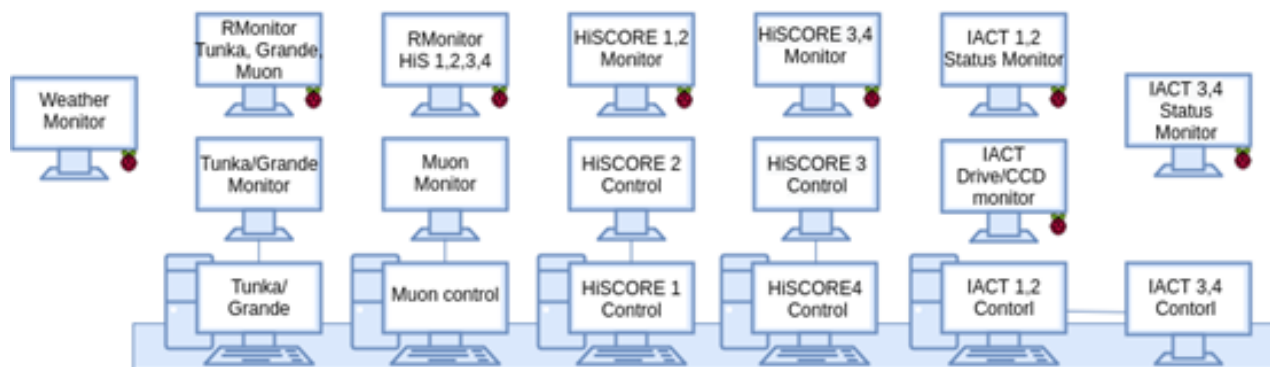 RMonitor
Tunka, Grande,
Muon
RMonitor
HiS 1,2,3,4
HiSCORE 1,2
Monitor
HiSCORE 3,4
Monitor
IACT 1,2
Status Monitor
Weather
Monitor
IACT 3,4
Status
Monitor
Tunka/Grande
Monitor
Muon
Monitor
HiSCORE 2
Control
HiSCORE 3
Control
IACT
Drive/CCD
monitor
Tunka/
Grande
Muon control
HiSCORE 1
Control
HiSCORE4
Control
IACT 1,2
Contorl
IACT 3,4
Contorl